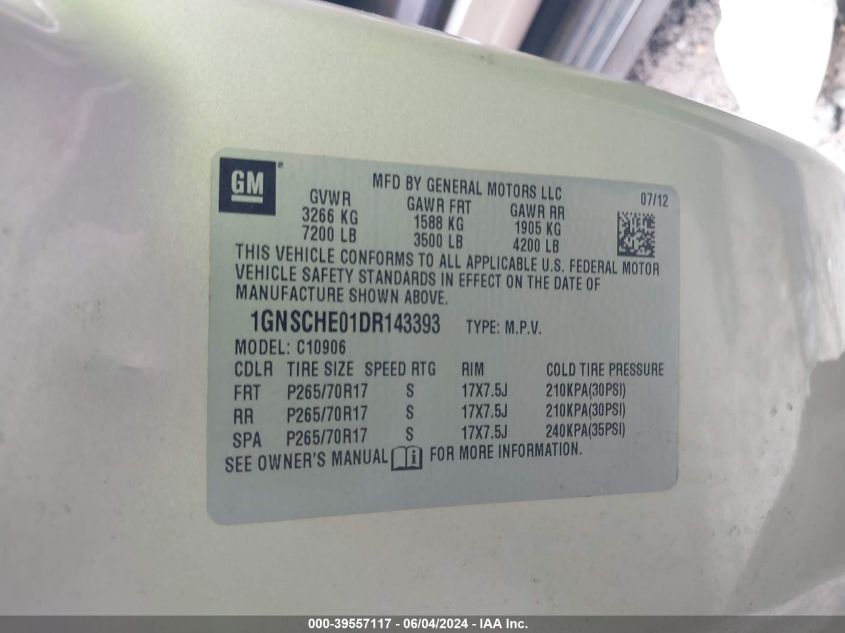 GM® MFD BY GENERAL MOTORS LLC 07/12
GVWR GAWR FRT GAWR RR
3266 KG 1588 KG 1905 KG
7200 LB 3500 LB 4200 LB
THIS VEHICLE CONFORMS TO ALL APPLICABLE U.S. FEDERAL MOTOR
VEHICLE SAFETY STANDARDS IN EFFECT ON THE DATE OF
MANUFACTURE SHOWN ABOVE.
1GNSCHE01DR143393 TYPE: M.P.V.
MODEL: C10906
CDLR TIRE SIZE SPEED RTG RIM COLD TIRE PRESSURE
FRT P265/70R17 S 17X7.5J 210KPA(30PSI)
RR P265/70R17 S 17X7.5J 210KPA(30PSI)
SPA P265/70R17 S 17X7.5J 240KPA(35PSI)
SEE OWNER'S MANUAL i FOR MORE INFORMATION.
000-39557117 - 06/04/2024 - IAA Inc.